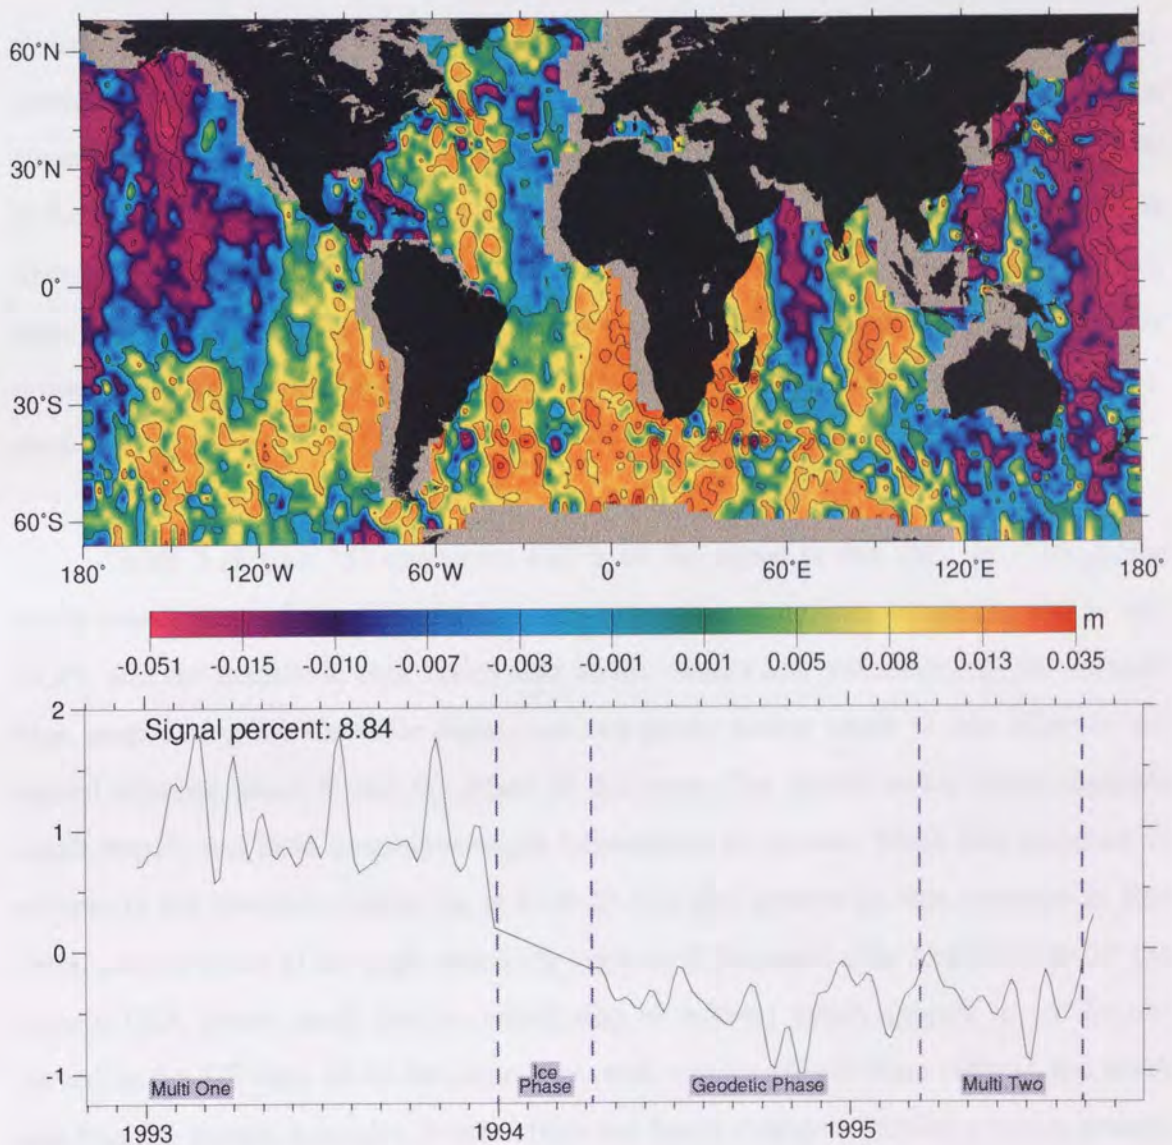 60°N
30°N
0°
30°S
60°S
180° 120°W 60°W 0° 60°E 120°E 180°
m
-0.051 -0.015 -0.010 -0.007 -0.003 -0.001 0.001 0.005 0.008 0.013 0.035
2
Signal percent: 8.84
1
0
-1
Multi One
Ice
Phase
Geodetic Phase
Multi Two
1993 1994 1995